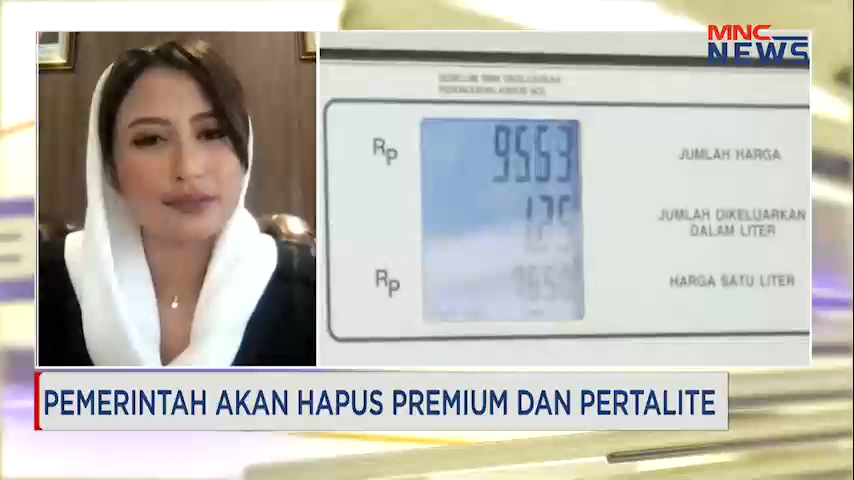 MNC
NEWS
Rp
9563
JUMLAH HARGA
1.25
JUMLAH DIKELUARKAN
DALAM LITER
Rp
7650
HARGA SATU LITER
PEMERINTAH AKAN HAPUS PREMIUM DAN PERTALITE